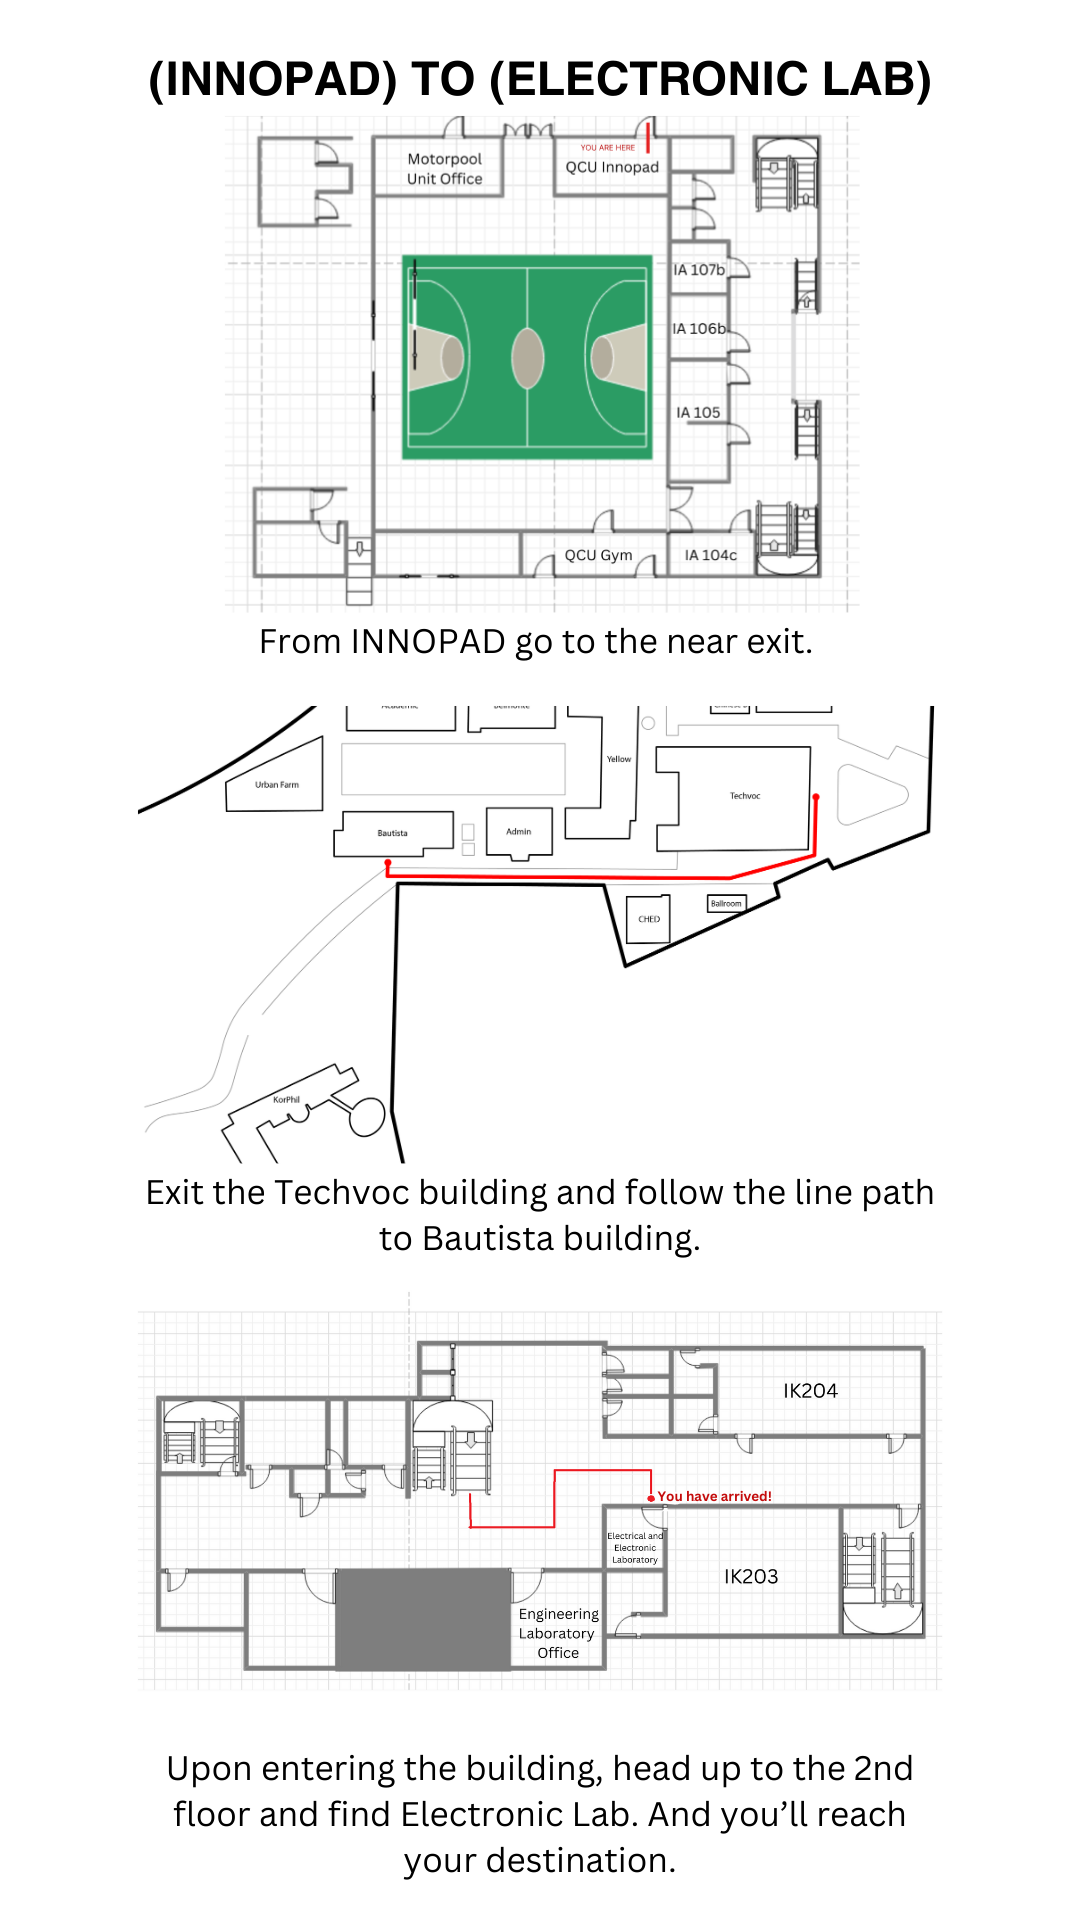 (INNOPAD) TO (ELECTRONIC LAB)
Motorpool
Unit Office
YOU ARE HERE
QCU Innopad
IA 107b
IA 106b
IA 105
QCU Gym
IA 104c
From INNOPAD go to the near exit.
Academic
Belmonte
Urban Farm
Yellow
Techvoc
Bautista
Admin
CHED
Ballroom
KorPhil
Exit the Techvoc building and follow the line path
to Bautista building.
IK204
You have arrived!
Electrical and
Electronic
Laboratory
IK203
Engineering
Laboratory
Office
Upon entering the building, head up to the 2nd
floor and find Electronic Lab. And you’ll reach
your destination.